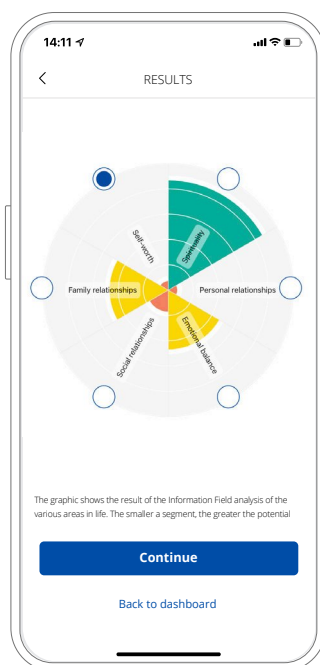 14:11
RESULTS
Self-worth
Spirituality
Family relationships
Personal relationships
Social relationships
Emotional balance
The graphic shows the result of the Information Field analysis of the
various areas in life. The smaller a segment, the greater the potential
Continue
Back to dashboard